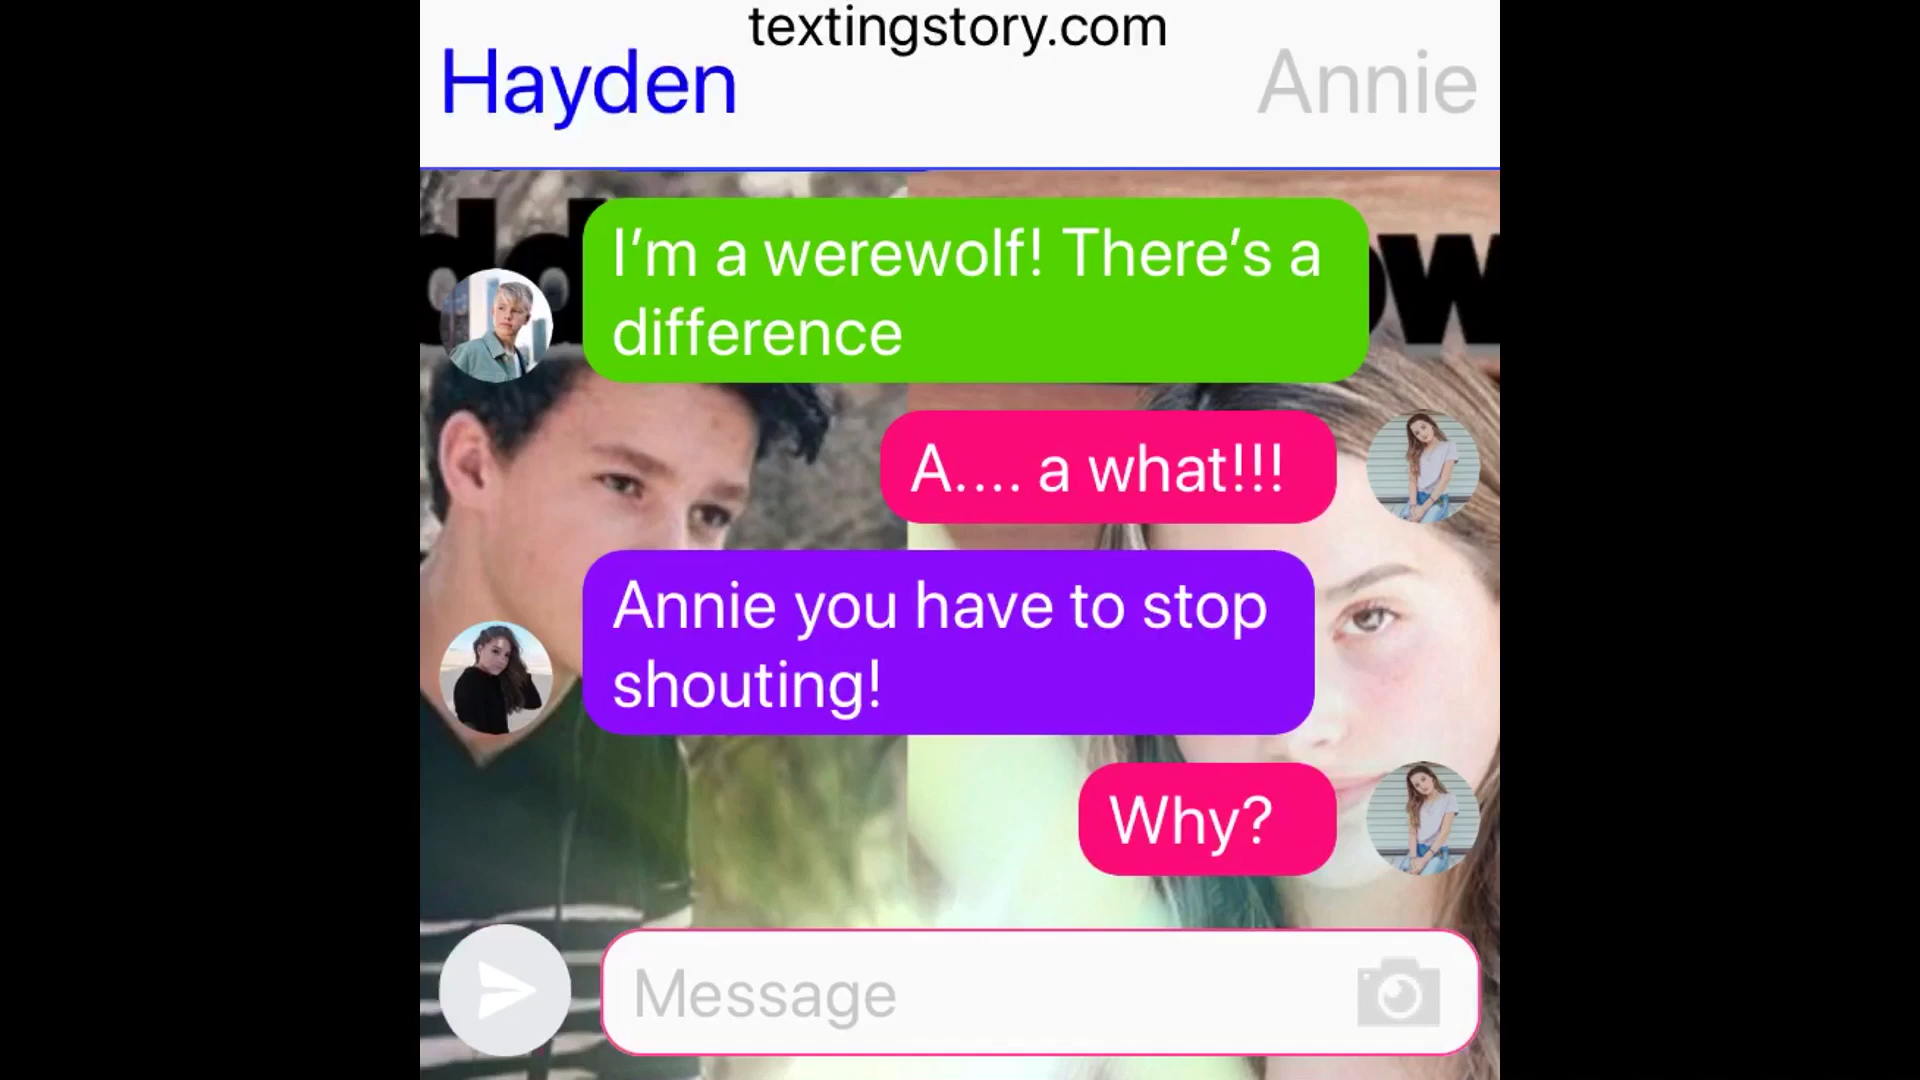 textingstory.com
Hayden
Annie
I’m a werewolf! There’s a
difference
A.... a what!!!
Annie you have to stop
shouting!
Why?
Message